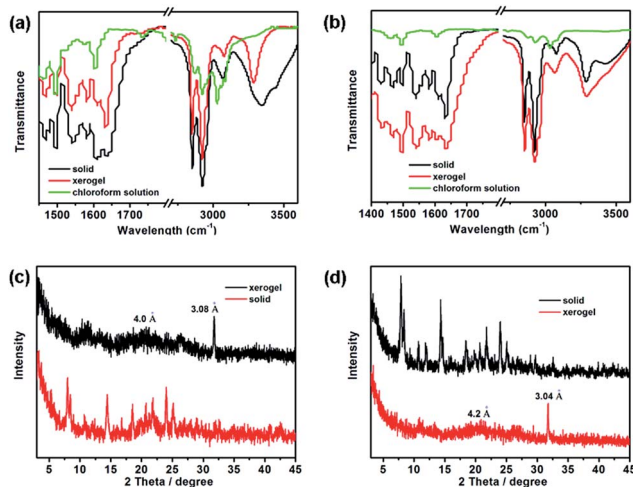 (a)
Transmittance
solid
xerogel
chloroform solution
1500 1600 1700 3000 3500
Wavelength (cm-1)
(b)
Transmittance
solid
xerogel
chloroform solution
1400 1500 1600 1700 3000 3500
Wavelength (cm-1)
(c)
Intensity
xerogel
solid
4.0 Å
3.08 Å
5 10 15 20 25 30 35 40 45
2 Theta / degree
(d)
Intensity
solid
xerogel
4.2 Å
3.04 Å
5 10 15 20 25 30 35 40 45
2 Theta / degree